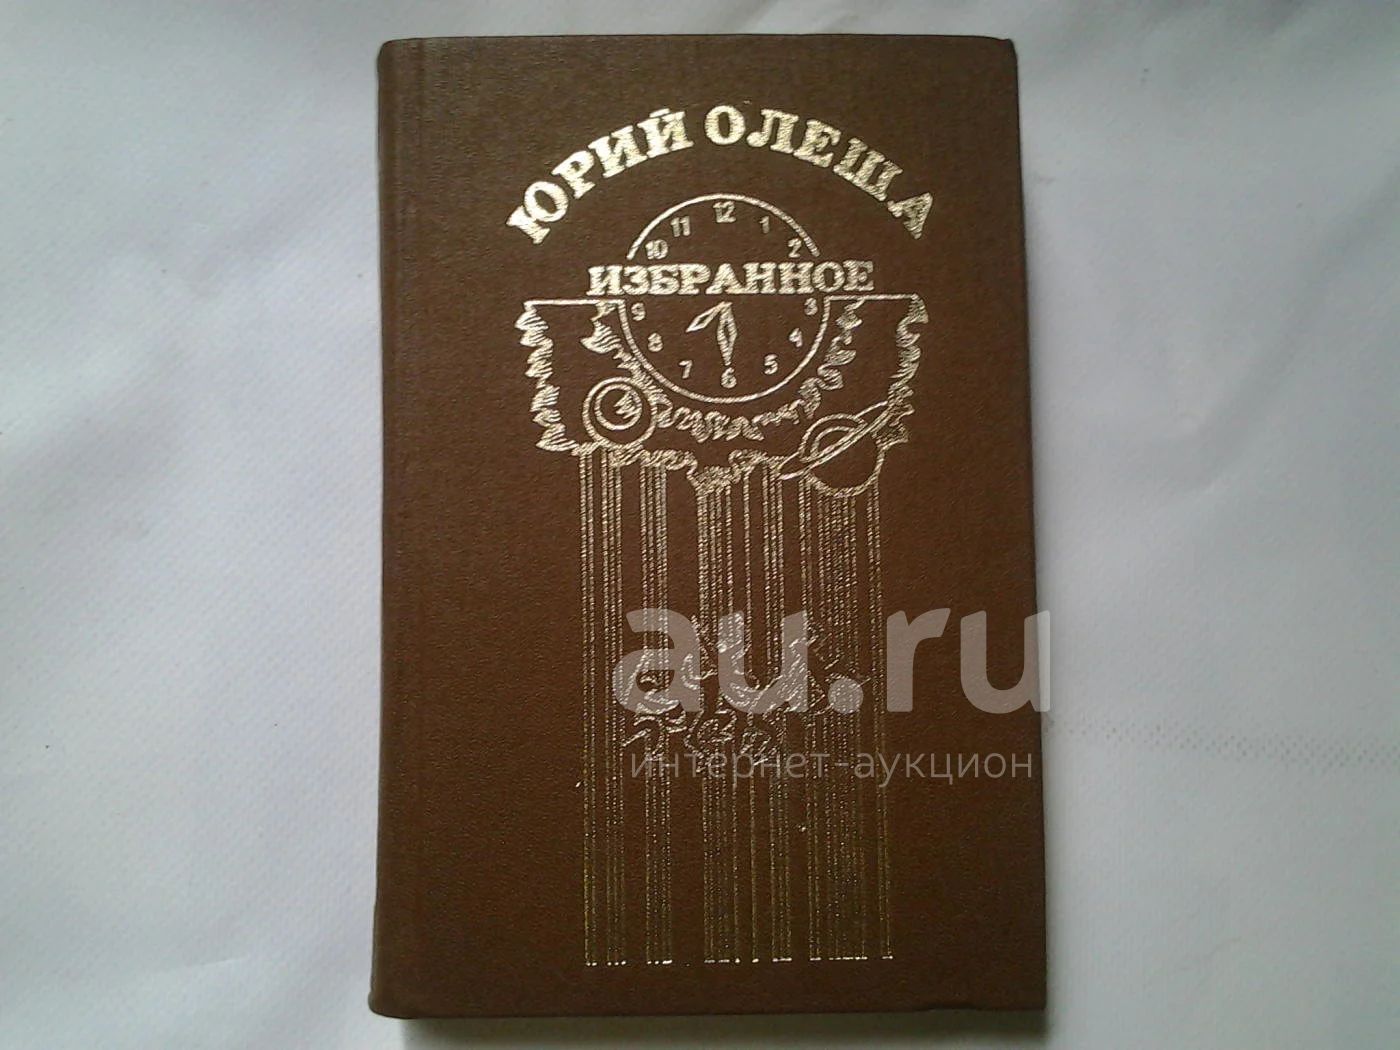 ЮРИЙ ОЛЕША
12
11 1
10 2
ИЗБРАННОЕ
9 3
8 4
7 5
6
au.ru
интернет-аукцион